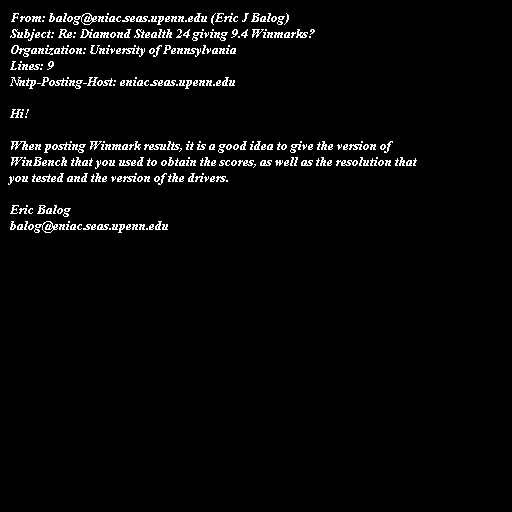 From: balog@eniac.seas.upenn.edu (Eric J Balog)
Subject: Re: Diamond Stealth 24 giving 9.4 Winmarks?
Organization: University of Pennsylvania
Lines: 9
Nntp-Posting-Host: eniac.seas.upenn.edu

Hi!

When posting Winmark results, it is a good idea to give the version of
WinBench that you used to obtain the scores, as well as the resolution that
you tested and the version of the drivers.

Eric Balog
balog@eniac.seas.upenn.edu